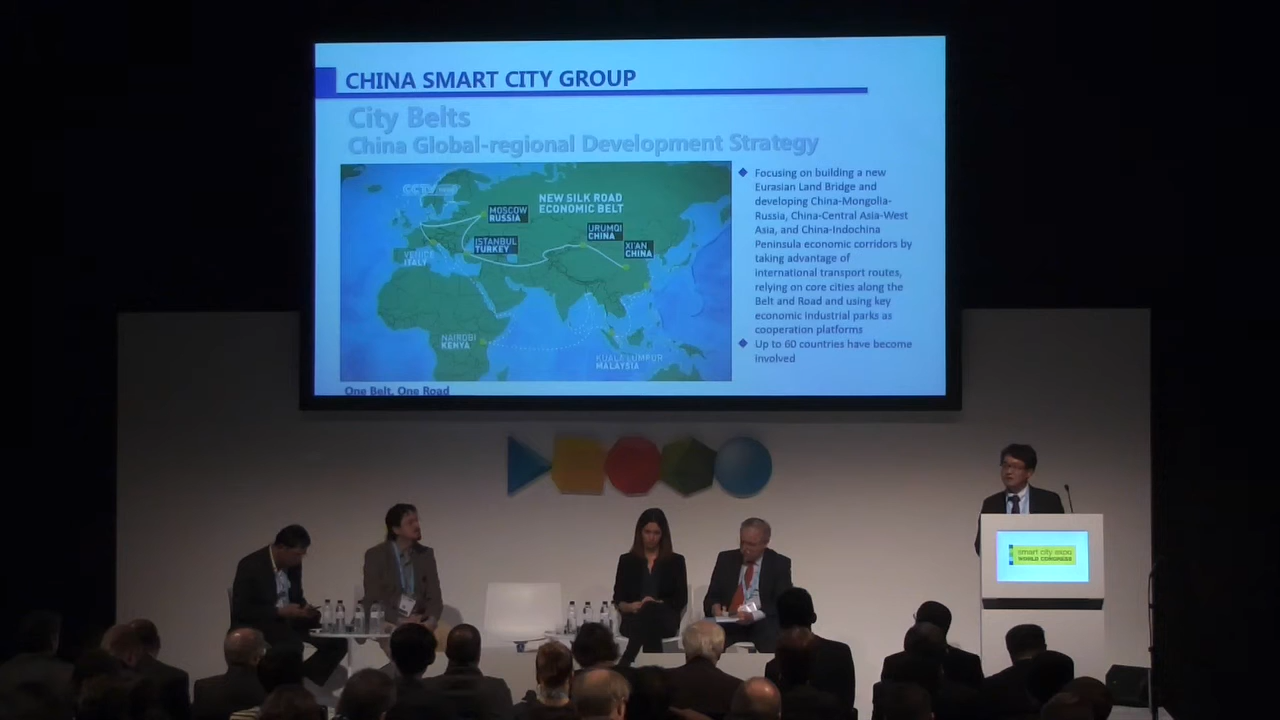 CHINA SMART CITY GROUP
City Belts
China Global-regional Development Strategy
CCTV
NEW SILK ROAD
ECONOMIC BELT
MOSCOW
RUSSIA
URUMQI
CHINA
ISTANBUL
TURKEY
XI'AN
CHINA
VENICE
ITALY
NAIROBI
KENYA
KUALA LUMPUR
MALAYSIA
One Belt, One Road
Focusing on building a new
Eurasian Land Bridge and
developing China-Mongolia-
Russia, China-Central Asia-West
Asia, and China-Indochina
Peninsula economic corridors by
taking advantage of
international transport routes,
relying on core cities along the
Belt and Road and using key
economic industrial parks as
cooperation platforms
Up to 60 countries have become
involved
smart city expo
WORLD CONGRESS